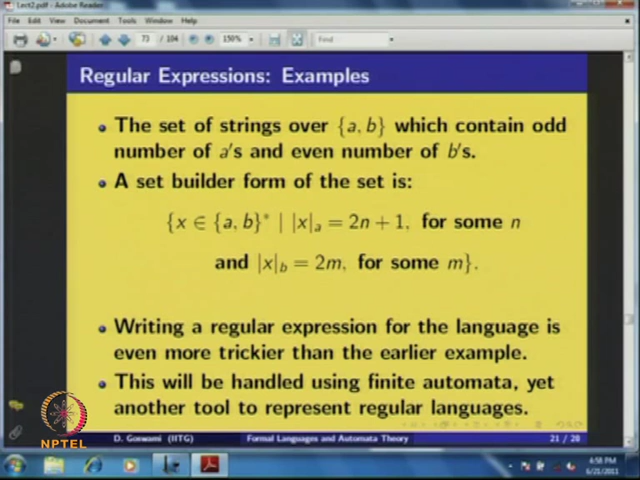 Lect2.pdf - Adobe Reader
File Edit View Document Tools Window Help
73 / 104 150% Find
Regular Expressions: Examples
• The set of strings over {a, b} which contain odd
number of a's and even number of b's.
• A set builder form of the set is:
{x ∈ {a, b}* | |x|ₐ = 2n + 1, for some n
and |x|_b = 2m, for some m}.
• Writing a regular expression for the language is
even more trickier than the earlier example.
• This will be handled using finite automata, yet
another tool to represent regular languages.
NPTEL
D. Goswami (IITG) Formal Languages and Automata Theory 21 / 28
4:58 PM
6/21/2011